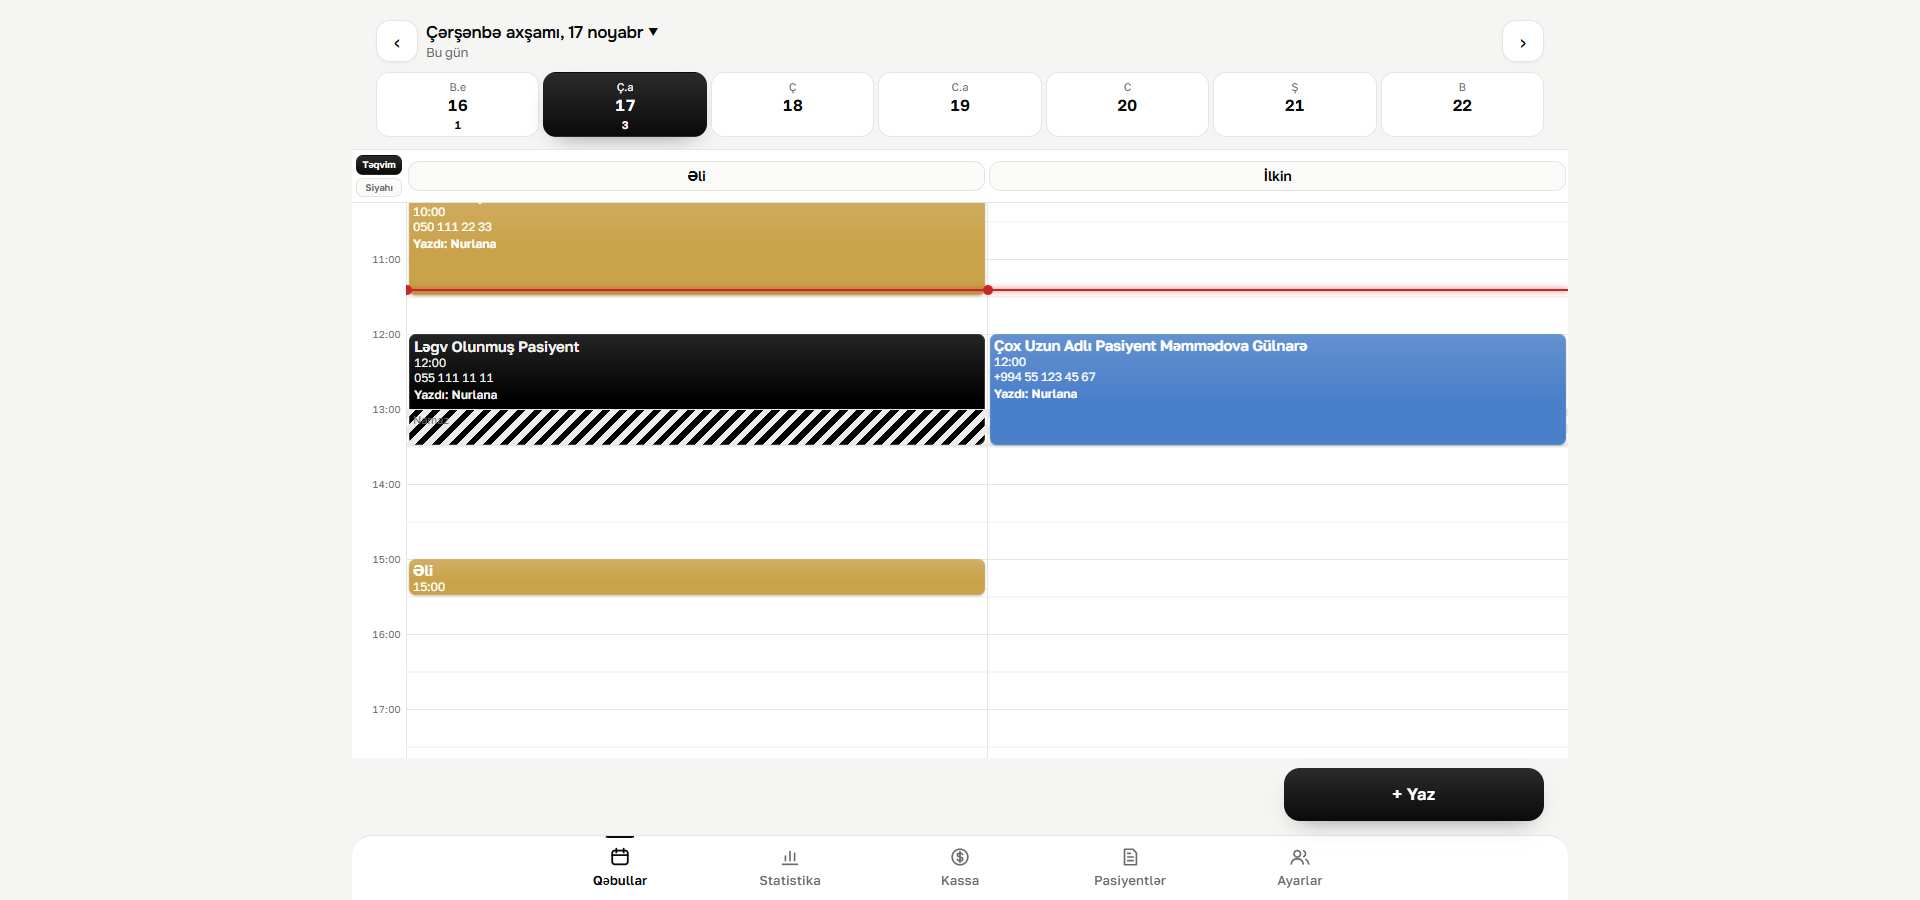 ‹
Çərşənbə axşamı, 17 noyabr ▼
Bu gün
›
B.e
16
1
Ç.a
17
3
Ç
18
C.a
19
C
20
Ş
21
B
22
Təqvim
Siyahı
Əli
İlkin
10:00
050 111 22 33
Yazdı: Nurlana
11:00
12:00
Ləgv Olunmuş Pasiyent
12:00
055 111 11 11
Yazdı: Nurlana
Çox Uzun Adlı Pasiyent Məmmədova Gülnarə
12:00
+994 55 123 45 67
Yazdı: Nurlana
13:00
14:00
15:00
Əli
15:00
16:00
17:00
+ Yaz
Qəbullar
Statistika
Kassa
Pasiyentlər
Ayarlar